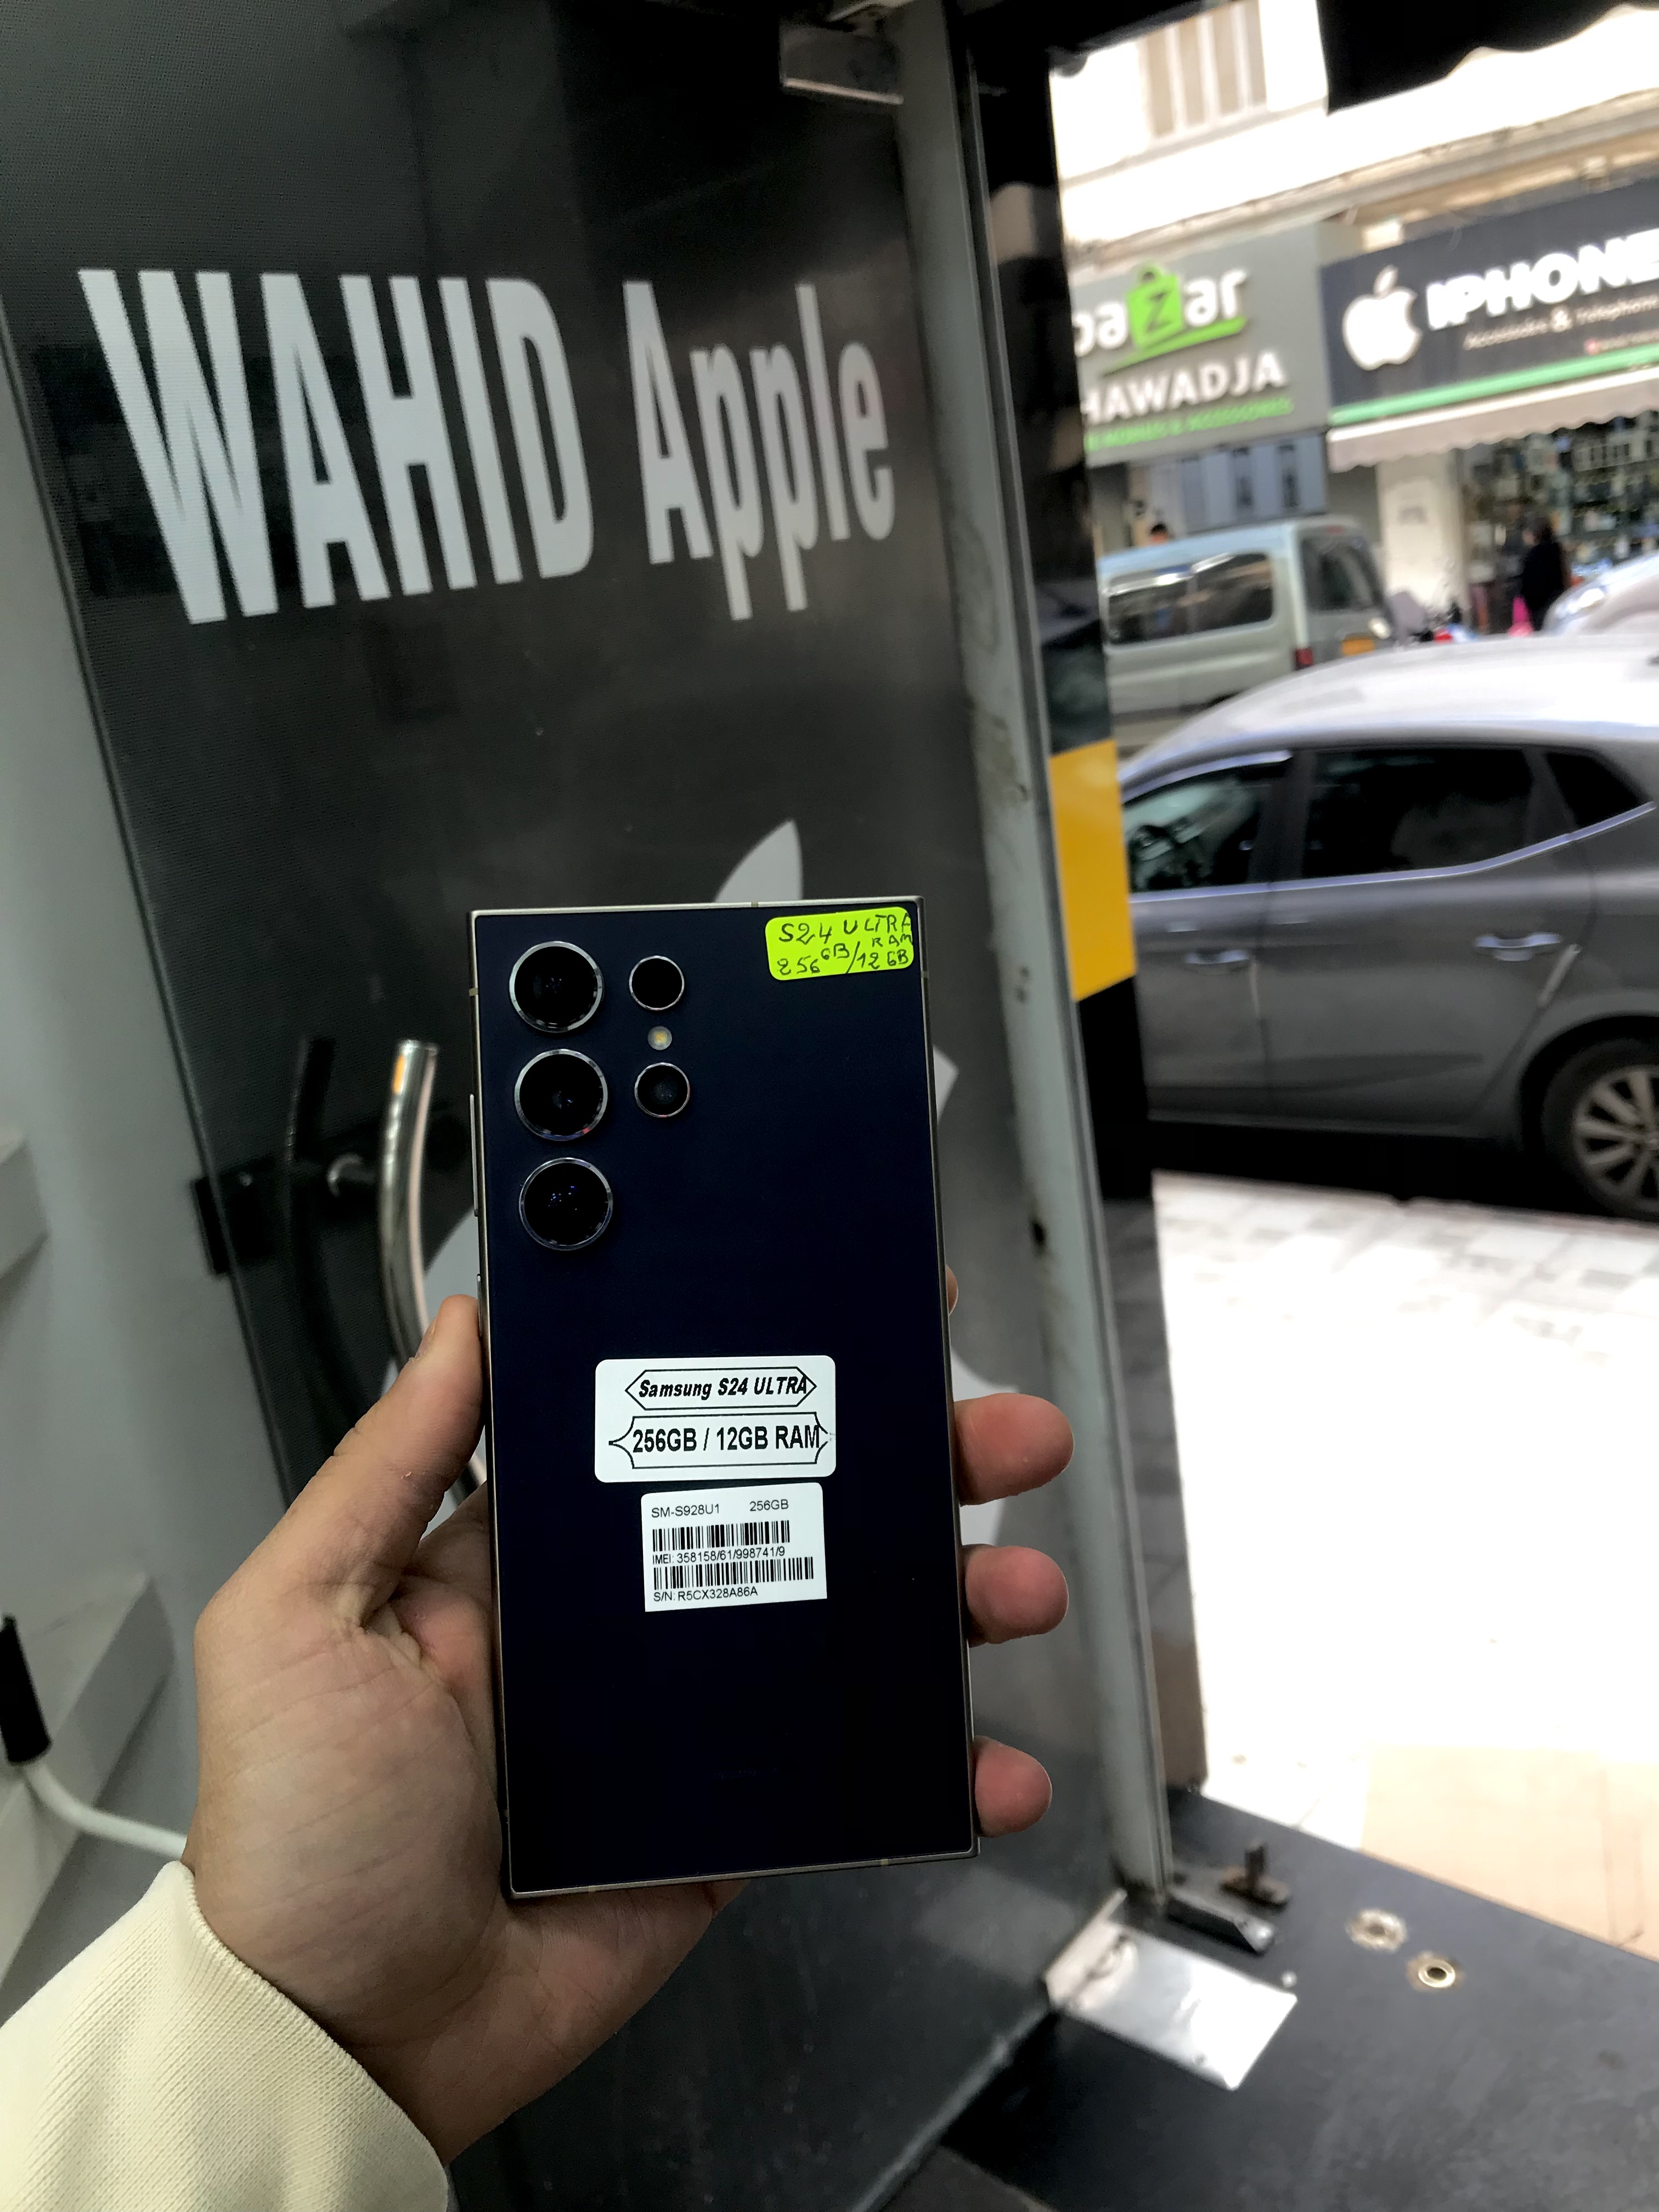 WAHID Apple
bazar
HAWADJA
IPHONE
S24 ULTRA
RAM
256GB/12GB
Samsung S24 ULTRA
256GB / 12GB RAM
SM-S928U1 256GB
IMEI: 358158/61/998741/9
S/N: R5CX328A86A